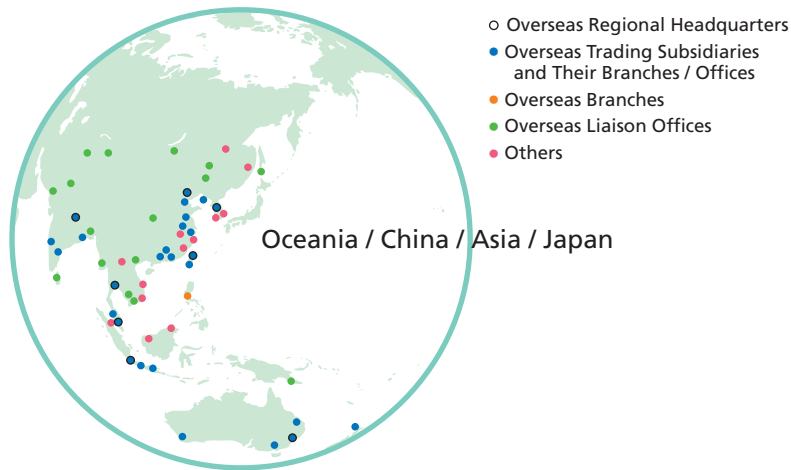 Overseas Regional Headquarters
Overseas Trading Subsidiaries
and Their Branches / Offices
Overseas Branches
Overseas Liaison Offices
Others
Oceania / China / Asia / Japan